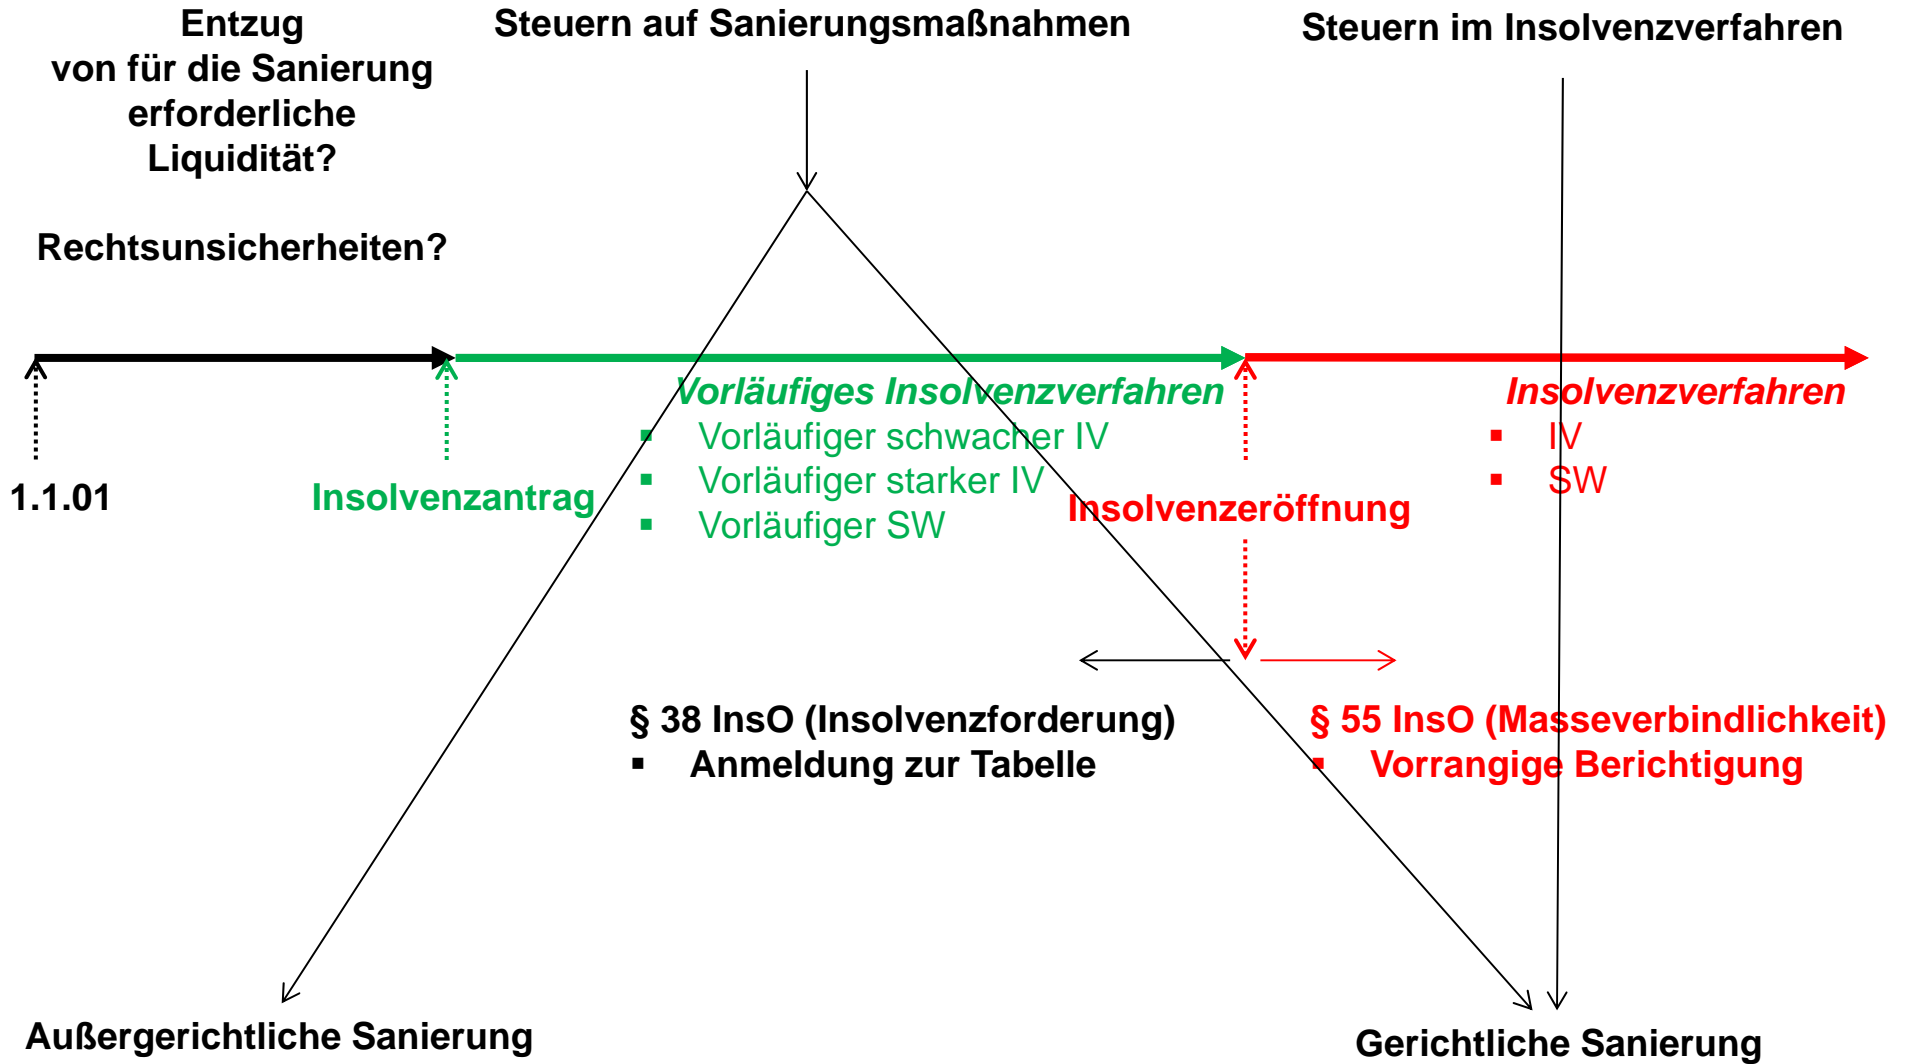 Entzug
von für die Sanierung
erforderliche
Liquidität?
Rechtsunsicherheiten?
Steuern auf Sanierungsmaßnahmen
Steuern im Insolvenzverfahren
1.1.01
Insolvenzantrag
Vorläufiges Insolvenzverfahren
▪ Vorläufiger schwacher IV
▪ Vorläufiger starker IV
▪ Vorläufiger SW
Insolvenzeröffnung
Insolvenzverfahren
▪ IV
▪ SW
§ 38 InsO (Insolvenzforderung)
▪ Anmeldung zur Tabelle
§ 55 InsO (Masseverbindlichkeit)
▪ Vorrangige Berichtigung
Außergerichtliche Sanierung
Gerichtliche Sanierung